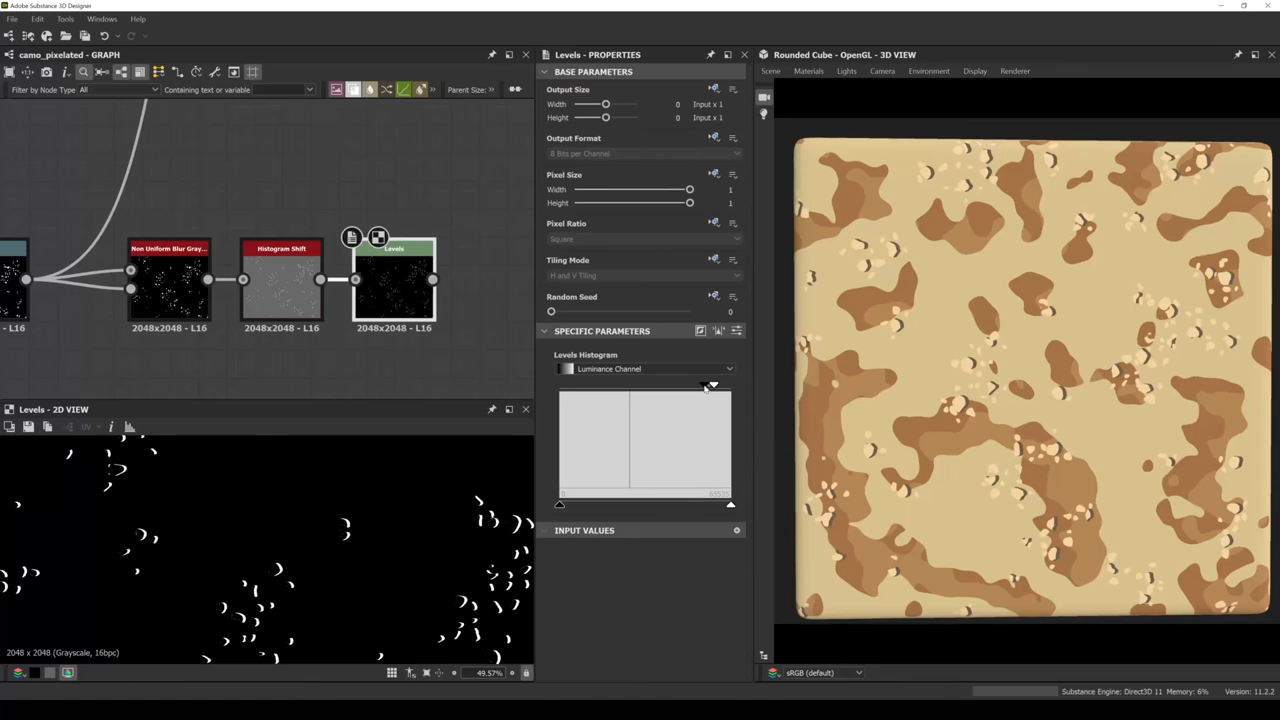 Adobe Substance 3D Designer
File Edit Tools Windows Help
camo_pixelated - GRAPH
Filter by Node Type All Containing text or variable Parent Size:
Non Uniform Blur Gray...
Histogram Shift
Levels
- L16
2048x2048 - L16
2048x2048 - L16
2048x2048 - L16
Levels - 2D VIEW
UV
2048 x 2048 (Grayscale, 16bpc)
49.57%
Levels - PROPERTIES
BASE PARAMETERS
Output Size
Width 0 Input x 1
Height 0 Input x 1
Output Format
8 Bits per Channel
Pixel Size
Width 1
Height 1
Pixel Ratio
Square
Tiling Mode
H and V Tiling
Random Seed
0
SPECIFIC PARAMETERS
Levels Histogram
Luminance Channel
0 65535
INPUT VALUES
Rounded Cube - OpenGL - 3D VIEW
Scene Materials Lights Camera Environment Display Renderer
sRGB (default)
Substance Engine: Direct3D 11 Memory: 6% Version: 11.2.2